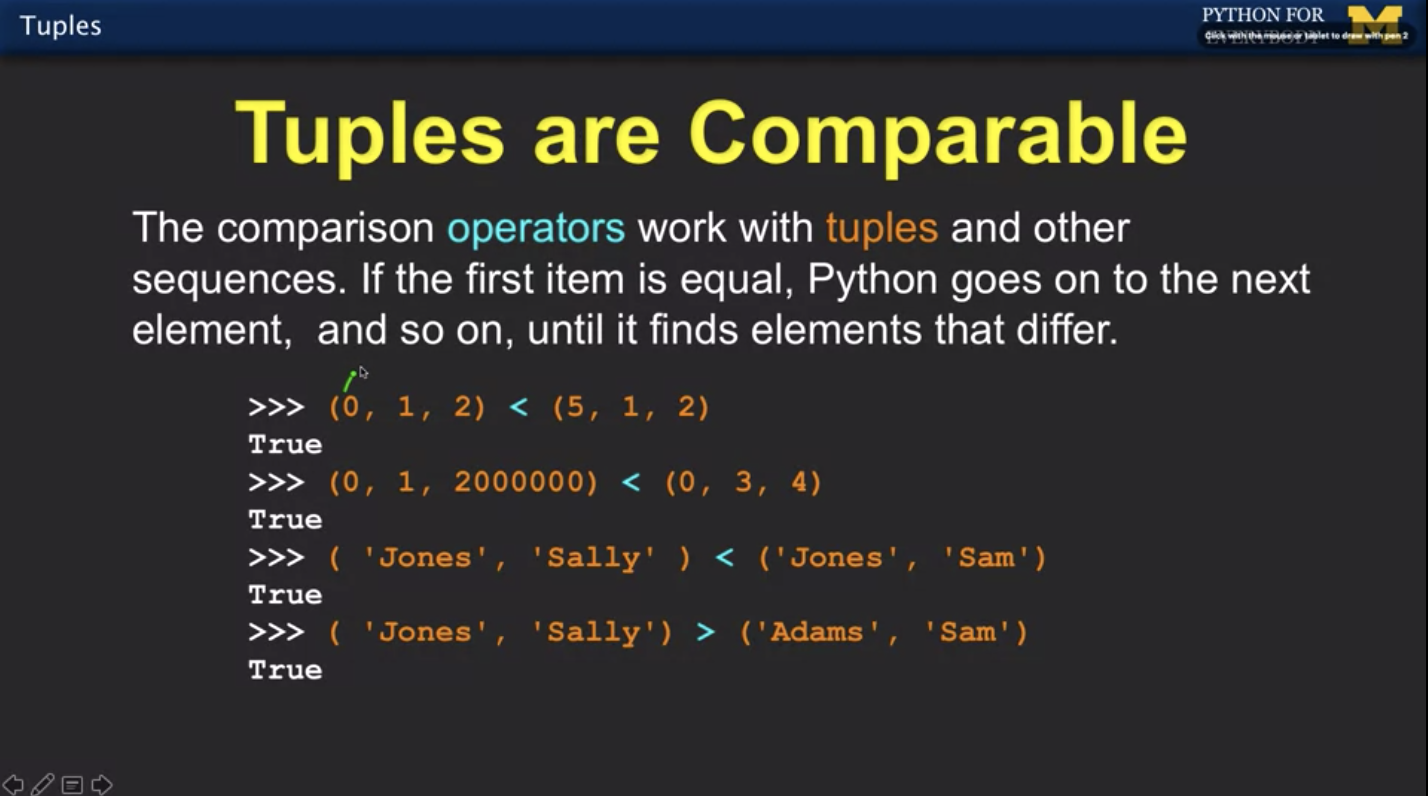 Tuples
PYTHON FOR
EVERYBODY
Click with the mouse or tablet to draw with pen 2
Tuples are Comparable
The comparison operators work with tuples and other
sequences. If the first item is equal, Python goes on to the next
element,  and so on, until it finds elements that differ.
>>> (0, 1, 2) < (5, 1, 2)
True
>>> (0, 1, 2000000) < (0, 3, 4)
True
>>> ( 'Jones', 'Sally' ) < ('Jones', 'Sam')
True
>>> ( 'Jones', 'Sally') > ('Adams', 'Sam')
True